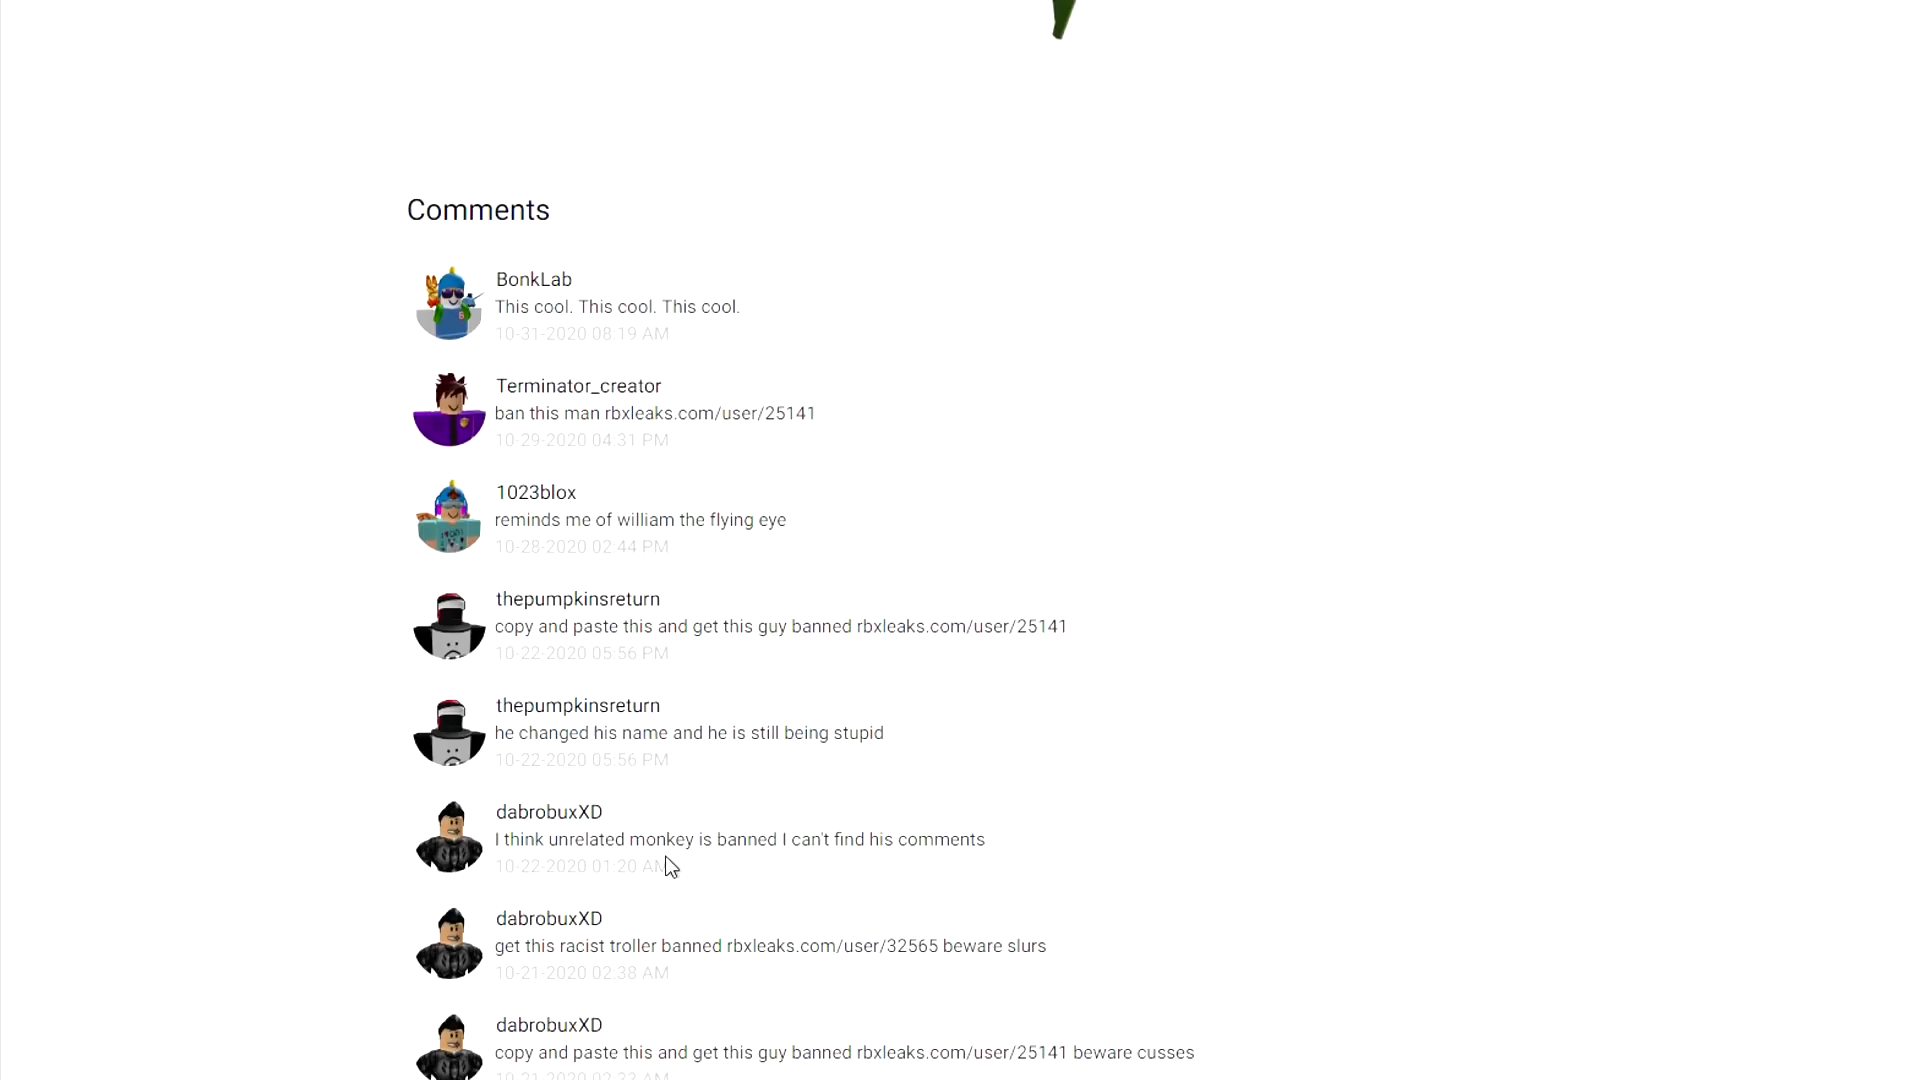 Comments
BonkLab
This cool. This cool. This cool.
10-31-2020 08:19 AM
Terminator_creator
ban this man rbxleaks.com/user/25141
10-29-2020 04:31 PM
1023blox
reminds me of william the flying eye
10-28-2020 02:44 PM
thepumpkinsreturn
copy and paste this and get this guy banned rbxleaks.com/user/25141
10-22-2020 05:56 PM
thepumpkinsreturn
he changed his name and he is still being stupid
10-22-2020 05:56 PM
dabrobuxXD
I think unrelated monkey is banned I can't find his comments
10-22-2020 01:20 AM
dabrobuxXD
get this racist troller banned rbxleaks.com/user/32565 beware slurs
10-21-2020 02:38 AM
dabrobuxXD
copy and paste this and get this guy banned rbxleaks.com/user/25141 beware cusses
10-21-2020